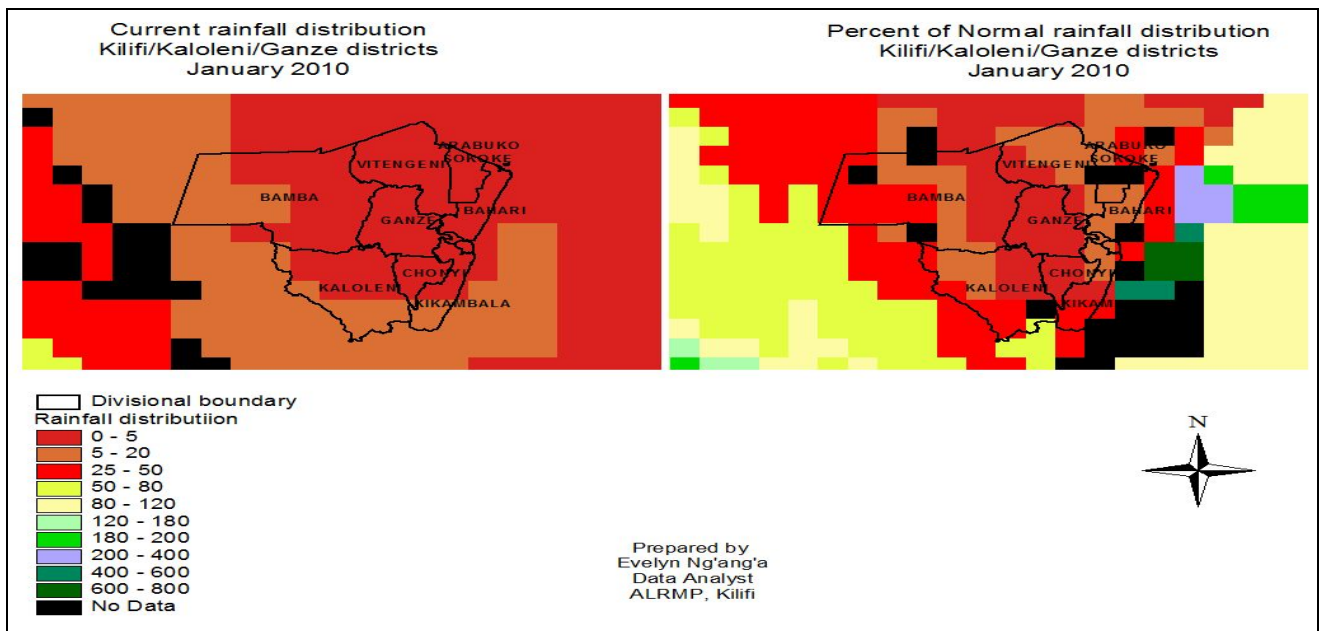 Current rainfall distribution
Kilifi/Kaloleni/Ganze districts
January 2010
Percent of Normal rainfall distribution
Kilifi/Kaloleni/Ganze districts
January 2010
ARABUKO
SOKOKE
VITENGENI
BAMBA
GANZE
BAHARI
CHONYI
KALOLENI
KIKAMBALA
ARABUKO
SOKOKE
VITENGENI
BAMBA
GANZE
BAHARI
CHONYI
KALOLENI
KIKAM
Divisional boundary
Rainfall distributiion
0 - 5
5 - 20
25 - 50
50 - 80
80 - 120
120 - 180
180 - 200
200 - 400
400 - 600
600 - 800
No Data
N
Prepared by
Evelyn Ng'ang'a
Data Analyst
ALRMP, Kilifi